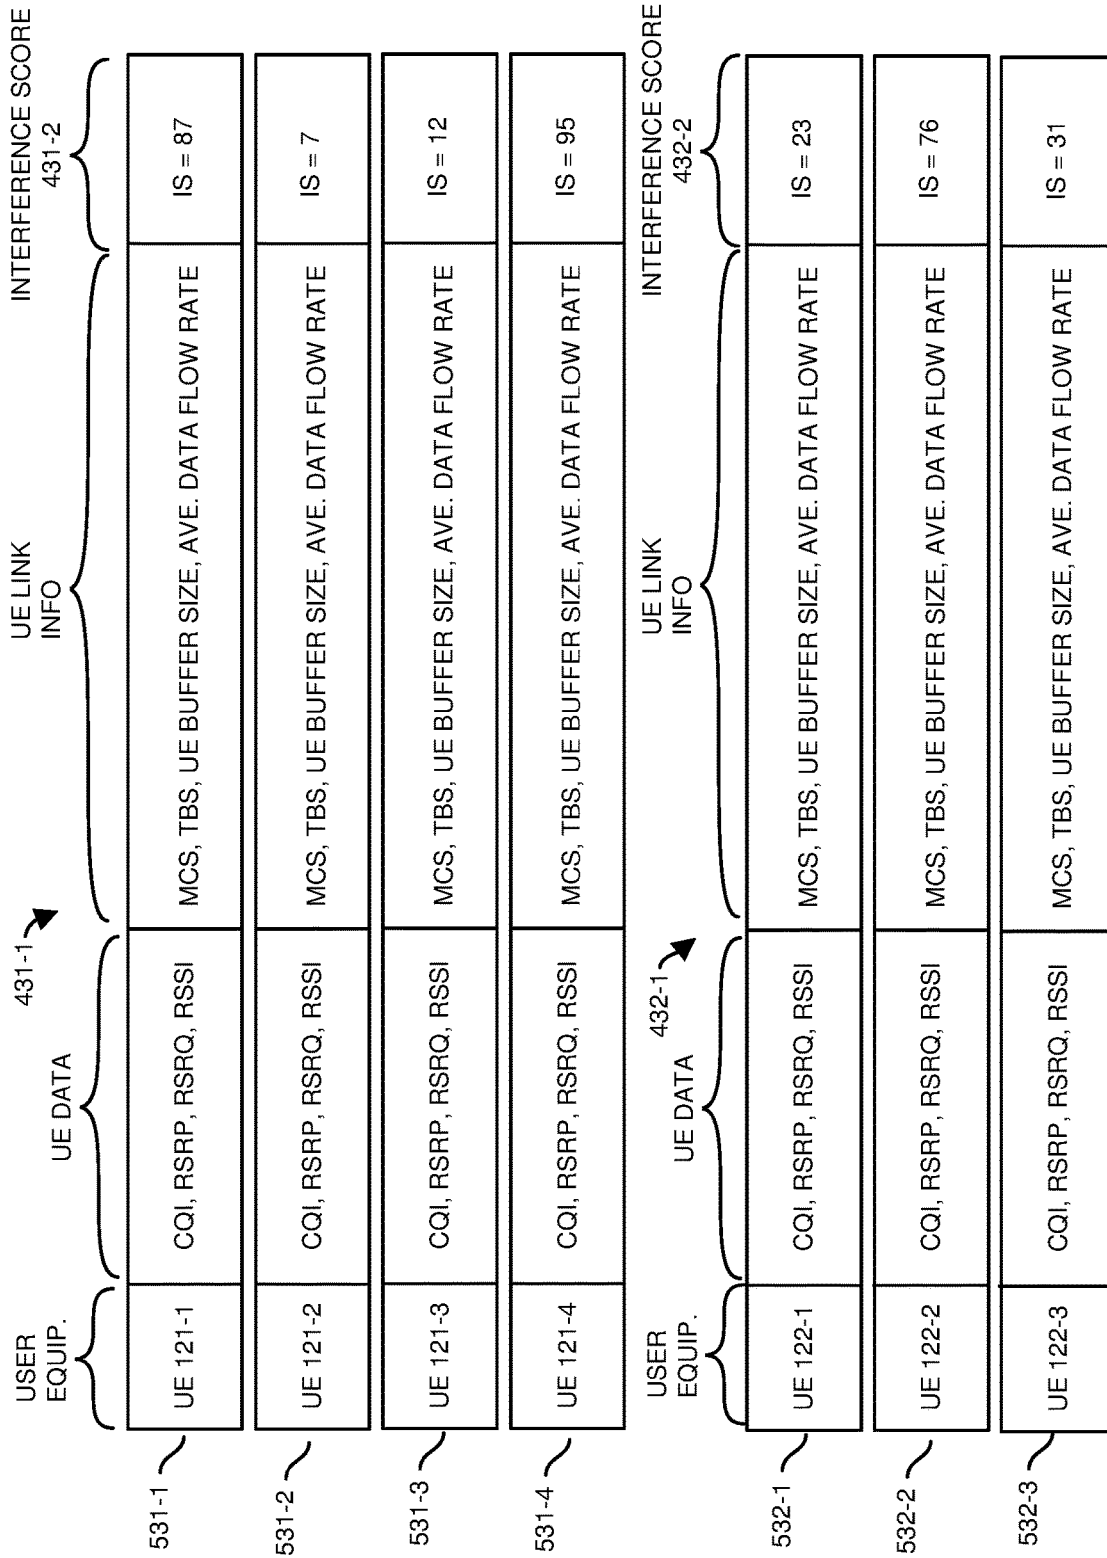 431-1
USER
EQUIP.
UE DATA
UE LINK
INFO
INTERFERENCE SCORE
431-2
531-1
UE 121-1
CQI, RSRP, RSRQ, RSSI
MCS, TBS, UE BUFFER SIZE, AVE. DATA FLOW RATE
IS = 87
531-2
UE 121-2
CQI, RSRP, RSRQ, RSSI
MCS, TBS, UE BUFFER SIZE, AVE. DATA FLOW RATE
IS = 7
531-3
UE 121-3
CQI, RSRP, RSRQ, RSSI
MCS, TBS, UE BUFFER SIZE, AVE. DATA FLOW RATE
IS = 12
531-4
UE 121-4
CQI, RSRP, RSRQ, RSSI
MCS, TBS, UE BUFFER SIZE, AVE. DATA FLOW RATE
IS = 95
432-1
USER
EQUIP.
UE DATA
UE LINK
INFO
INTERFERENCE SCORE
432-2
532-1
UE 122-1
CQI, RSRP, RSRQ, RSSI
MCS, TBS, UE BUFFER SIZE, AVE. DATA FLOW RATE
IS = 23
532-2
UE 122-2
CQI, RSRP, RSRQ, RSSI
MCS, TBS, UE BUFFER SIZE, AVE. DATA FLOW RATE
IS = 76
532-3
UE 122-3
CQI, RSRP, RSRQ, RSSI
MCS, TBS, UE BUFFER SIZE, AVE. DATA FLOW RATE
IS = 31